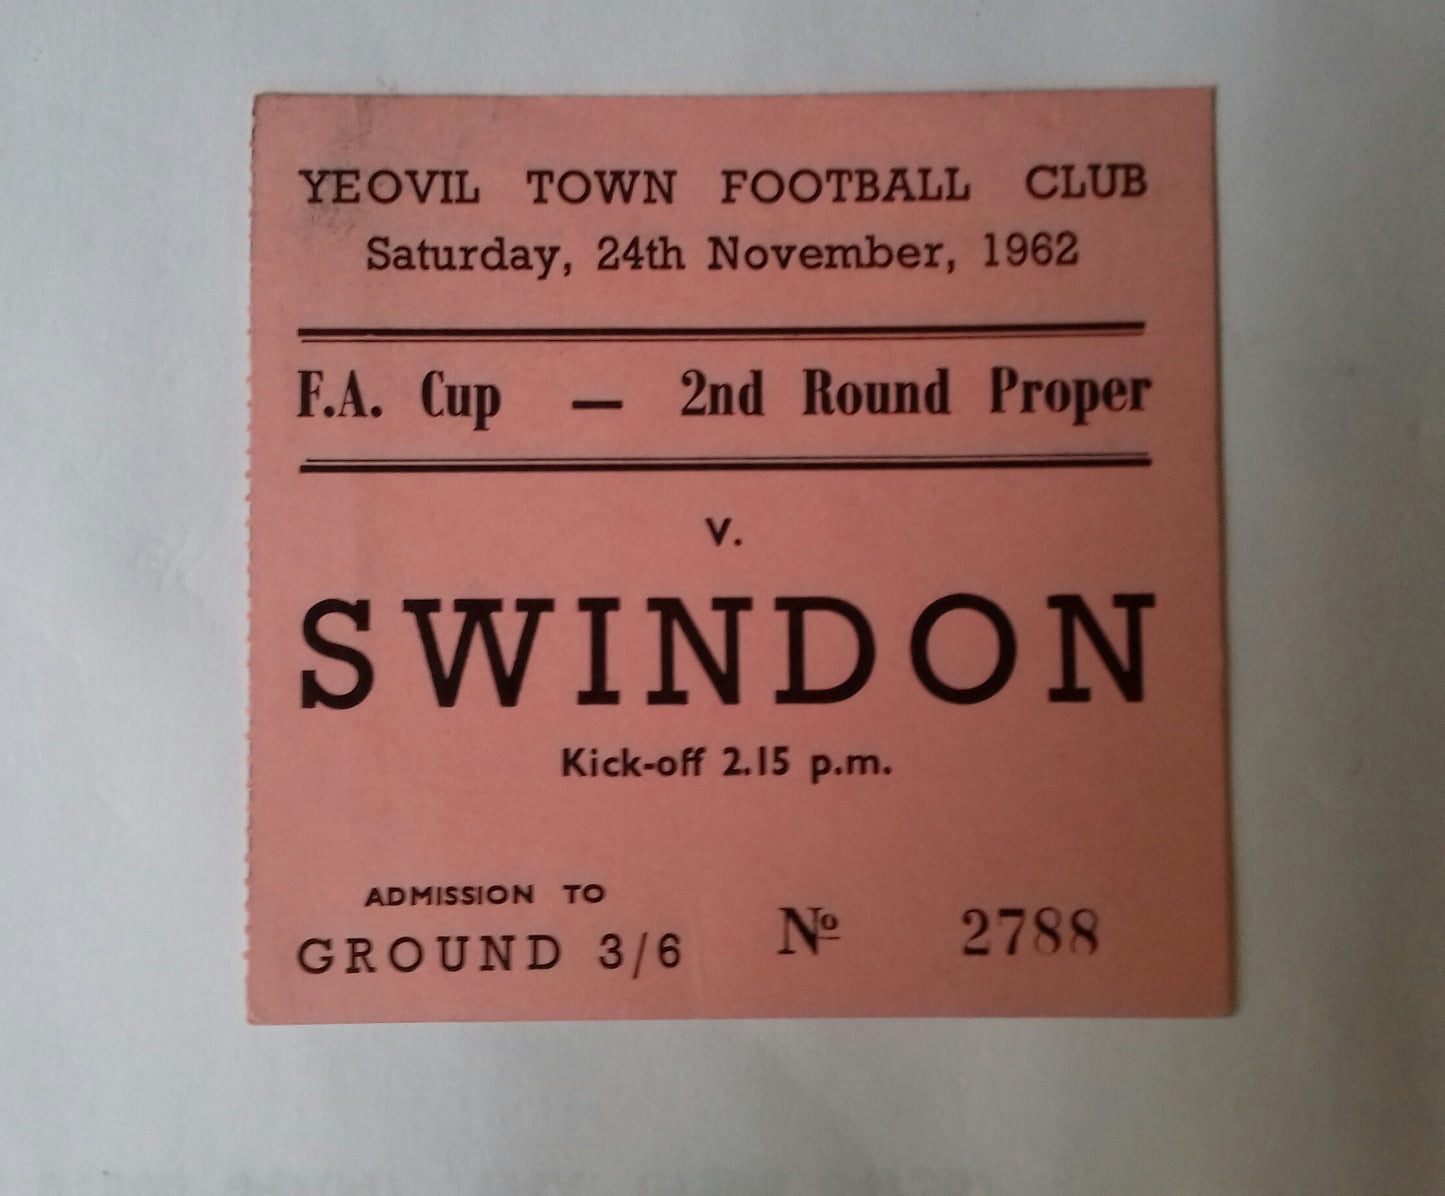 YEOVIL TOWN FOOTBALL CLUB
Saturday, 24th November, 1962
F.A. Cup — 2nd Round Proper
v.
SWINDON
Kick-off 2.15 p.m.
ADMISSION TO
GROUND 3/6 Nº 2788